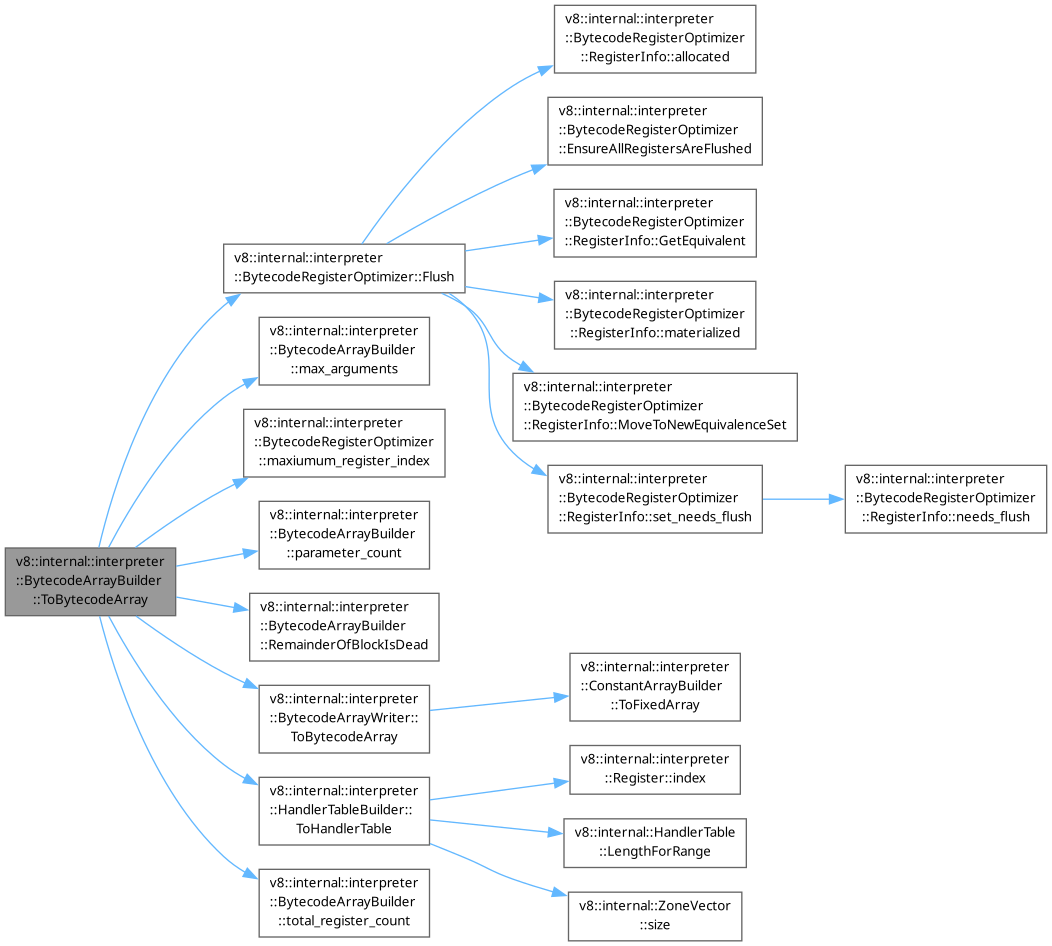 v8::internal::interpreter
::BytecodeRegisterOptimizer
::RegisterInfo::allocated
v8::internal::interpreter
::BytecodeRegisterOptimizer
::EnsureAllRegistersAreFlushed
v8::internal::interpreter
::BytecodeRegisterOptimizer
::RegisterInfo::GetEquivalent
v8::internal::interpreter
::BytecodeRegisterOptimizer::Flush
v8::internal::interpreter
::BytecodeRegisterOptimizer
::RegisterInfo::materialized
v8::internal::interpreter
::BytecodeArrayBuilder
::max_arguments
v8::internal::interpreter
::BytecodeRegisterOptimizer
::RegisterInfo::MoveToNewEquivalenceSet
v8::internal::interpreter
::BytecodeRegisterOptimizer
::maxiumum_register_index
v8::internal::interpreter
::BytecodeRegisterOptimizer
::RegisterInfo::set_needs_flush
v8::internal::interpreter
::BytecodeRegisterOptimizer
::RegisterInfo::needs_flush
v8::internal::interpreter
::BytecodeArrayBuilder
::parameter_count
v8::internal::interpreter
::BytecodeArrayBuilder
::ToBytecodeArray
v8::internal::interpreter
::BytecodeArrayBuilder
::RemainderOfBlockIsDead
v8::internal::interpreter
::BytecodeArrayWriter::
ToBytecodeArray
v8::internal::interpreter
::ConstantArrayBuilder
::ToFixedArray
v8::internal::interpreter
::Register::index
v8::internal::interpreter
::HandlerTableBuilder::
ToHandlerTable
v8::internal::HandlerTable
::LengthForRange
v8::internal::interpreter
::BytecodeArrayBuilder
::total_register_count
v8::internal::ZoneVector
::size